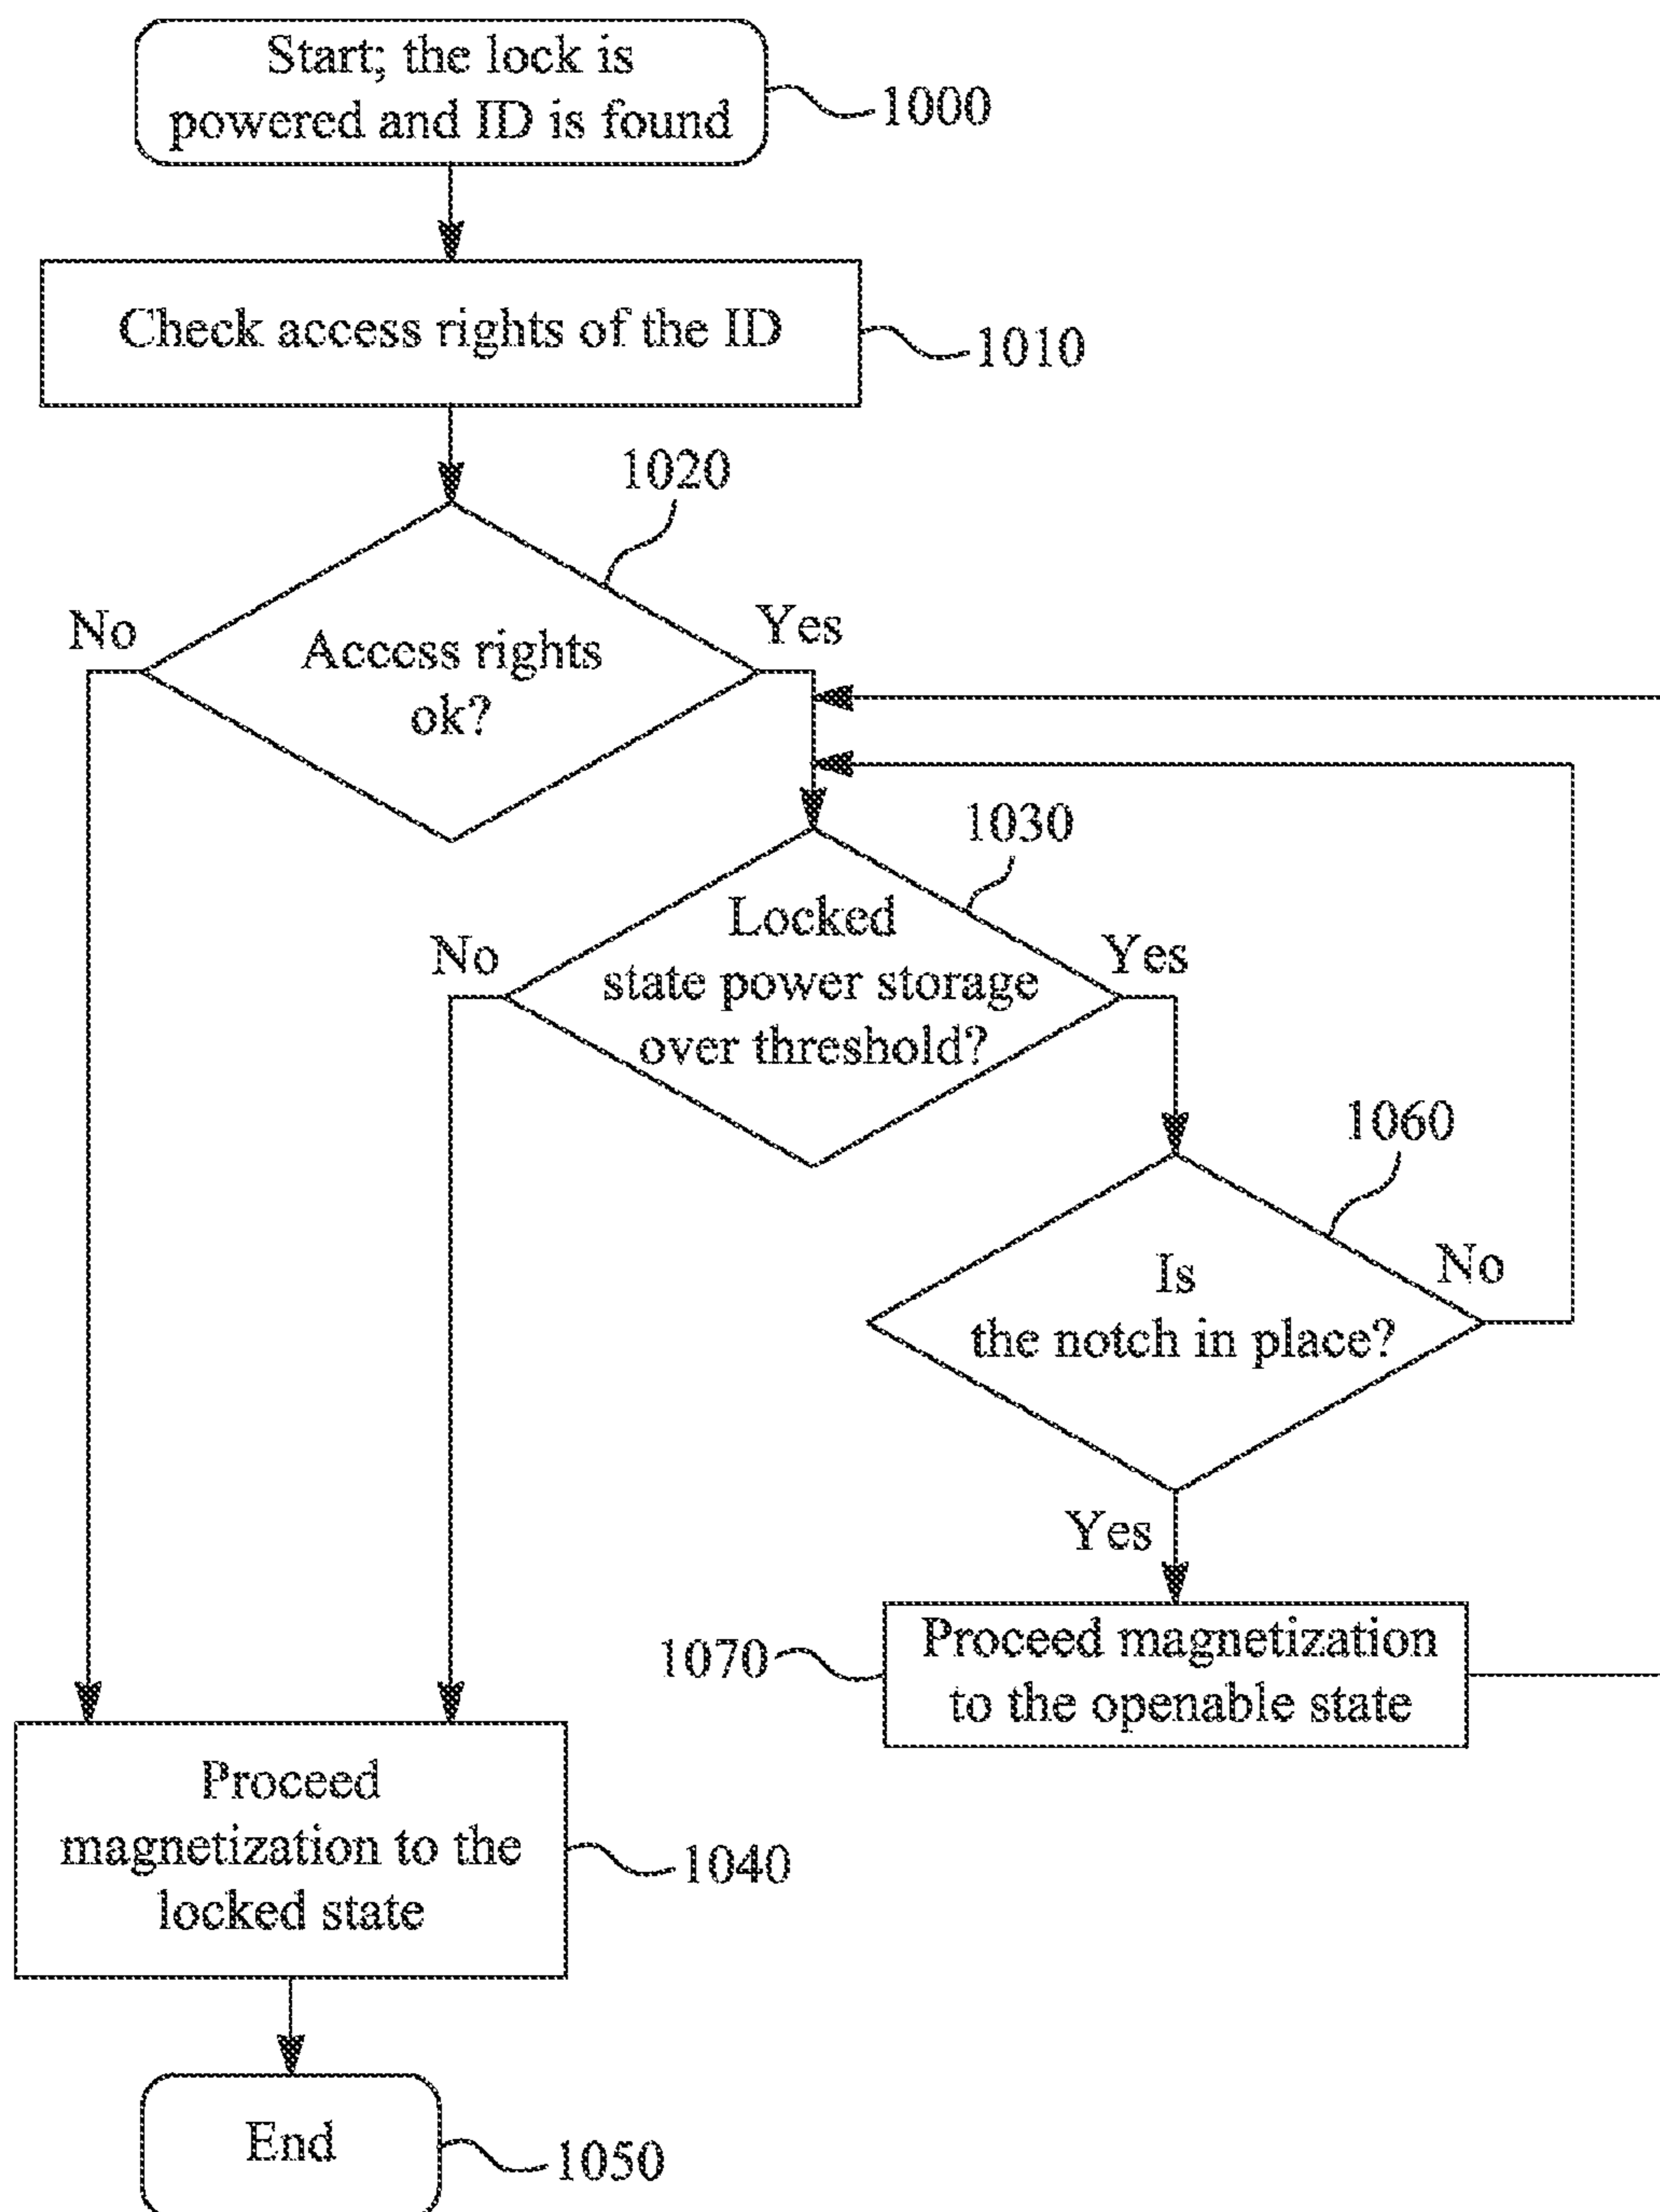 Start; the lock is
powered and ID is found
1000
Check access rights of the ID
1010
1020
No
Yes
Access rights
ok?
1030
Locked
No
Yes
state power storage
over threshold?
1060
Is
No
the notch in place?
Yes
Proceed magnetization
1070
to the openable state
Proceed
magnetization to the
1040
locked state
End
1050